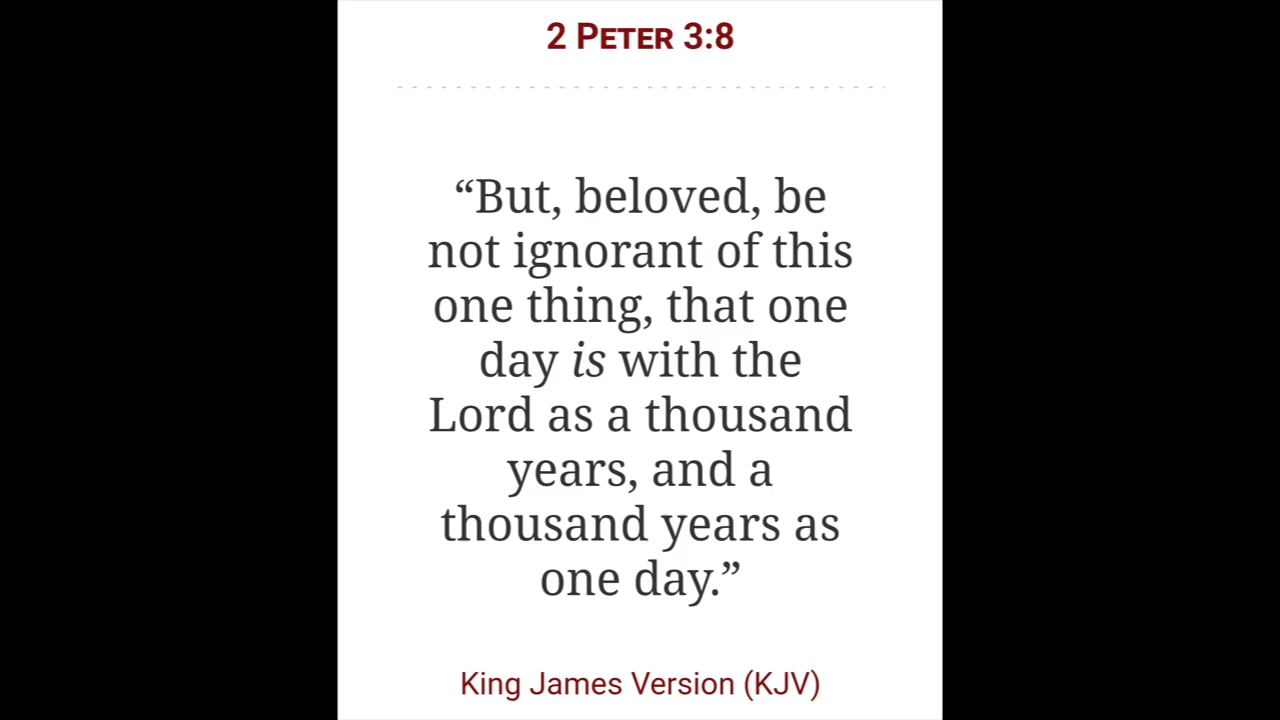 2 Peter 3:8
“But, beloved, be
not ignorant of this
one thing, that one
day is with the
Lord as a thousand
years, and a
thousand years as
one day.”
King James Version (KJV)